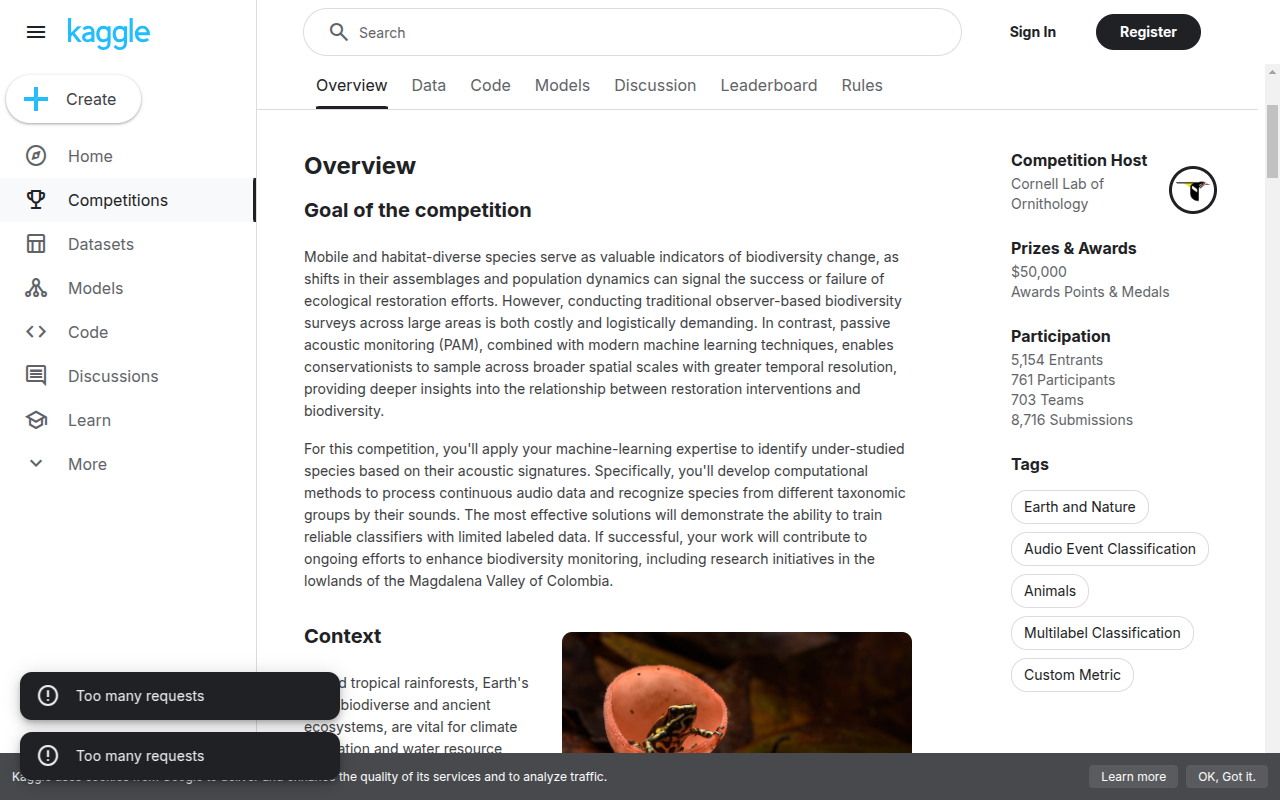 kaggle
Search
Sign In
Register
Create
Home
Competitions
Datasets
Models
Code
Discussions
Learn
More
Overview
Data
Code
Models
Discussion
Leaderboard
Rules
Overview
Goal of the competition
Mobile and habitat-diverse species serve as valuable indicators of biodiversity change, as
shifts in their assemblages and population dynamics can signal the success or failure of
ecological restoration efforts. However, conducting traditional observer-based biodiversity
surveys across large areas is both costly and logistically demanding. In contrast, passive
acoustic monitoring (PAM), combined with modern machine learning techniques, enables
conservationists to sample across broader spatial scales with greater temporal resolution,
providing deeper insights into the relationship between restoration interventions and
biodiversity.
For this competition, you'll apply your machine-learning expertise to identify under-studied
species based on their acoustic signatures. Specifically, you'll develop computational
methods to process continuous audio data and recognize species from different taxonomic
groups by their sounds. The most effective solutions will demonstrate the ability to train
reliable classifiers with limited labeled data. If successful, your work will contribute to
ongoing efforts to enhance biodiversity monitoring, including research initiatives in the
lowlands of the Magdalena Valley of Colombia.
Context
tropical rainforests, Earth's
biodiverse and ancient
ecosystems, are vital for climate
and water resource
Competition Host
Cornell Lab of
Ornithology
Prizes & Awards
$50,000
Awards Points & Medals
Participation
5,154 Entrants
761 Participants
703 Teams
8,716 Submissions
Tags
Earth and Nature
Audio Event Classification
Animals
Multilabel Classification
Custom Metric
Too many requests
Too many requests
the quality of its services and to analyze traffic.
Learn more
OK, Got it.